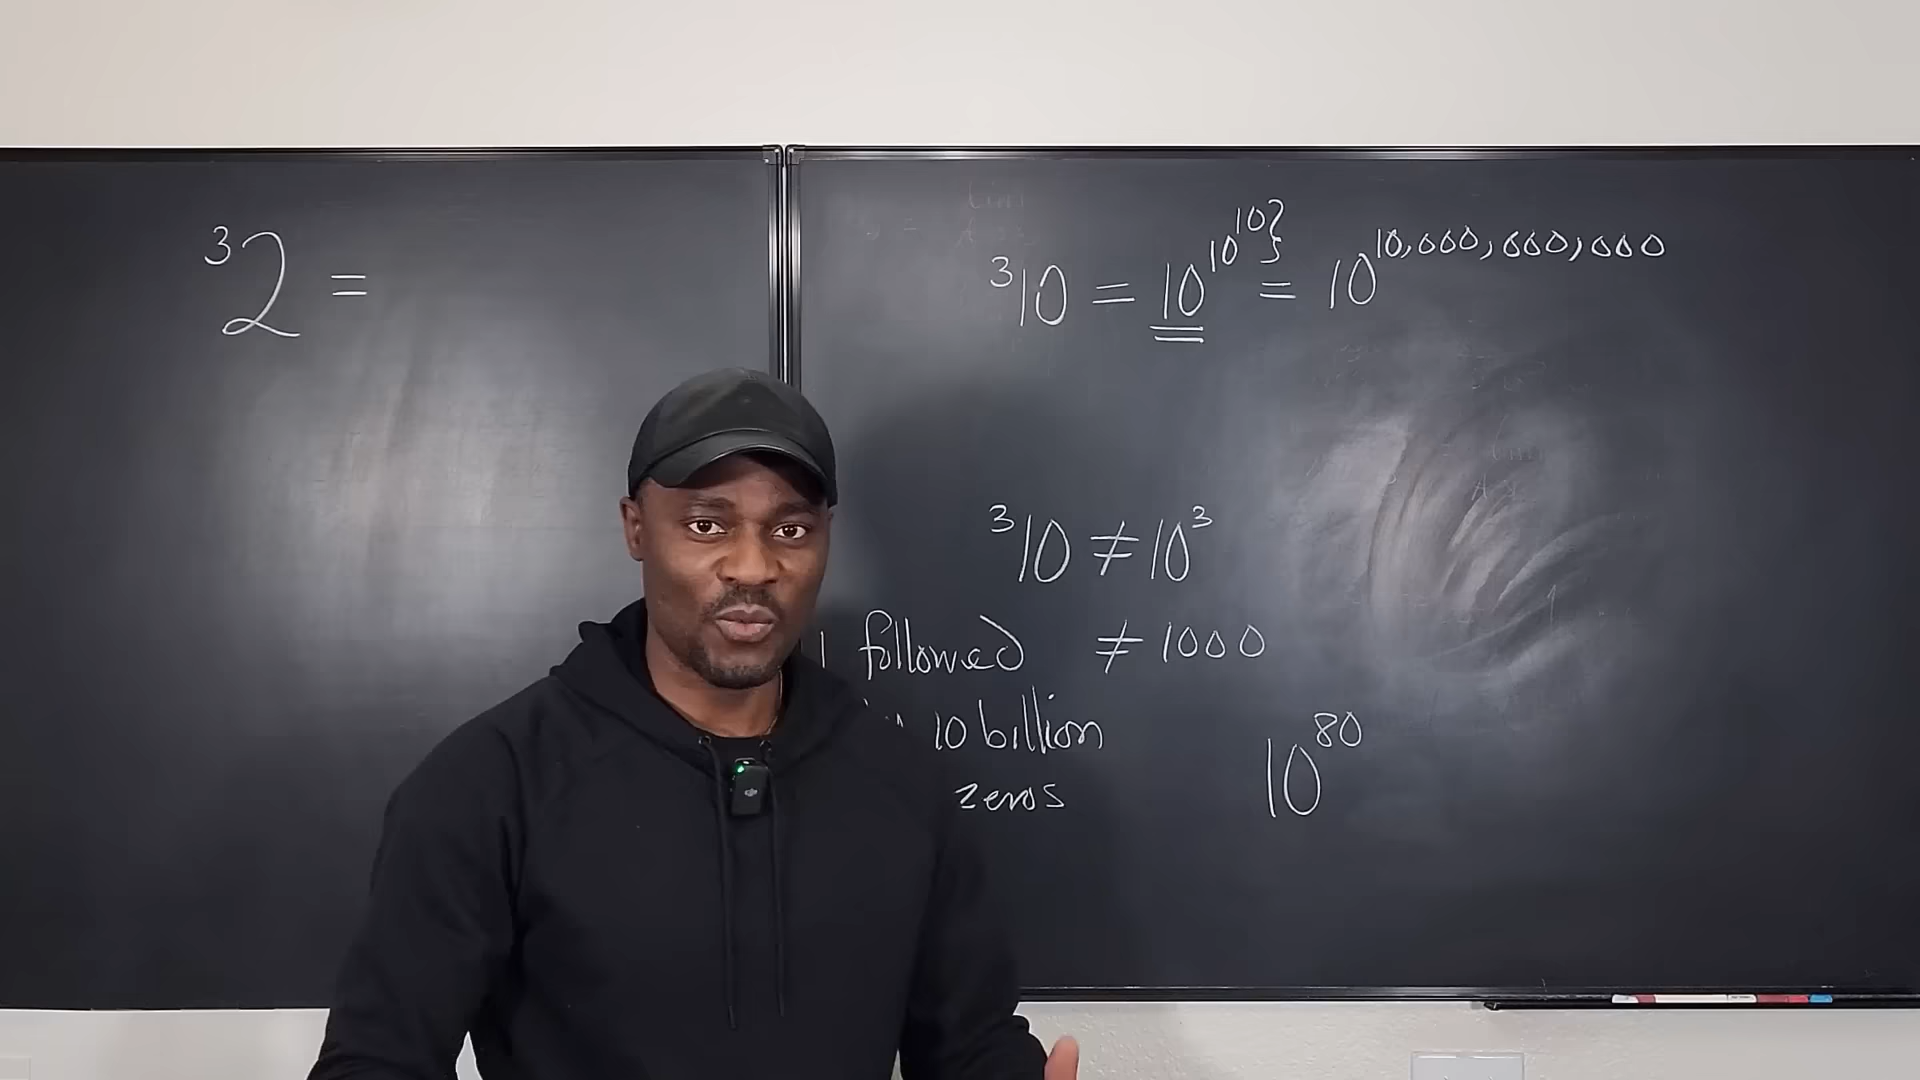 ³2 =
³10 = 10^10^10} = 10^10,000,000,000
³10 ≠ 10³
1 followed ≠ 1000
10 billion
zeros
10^80